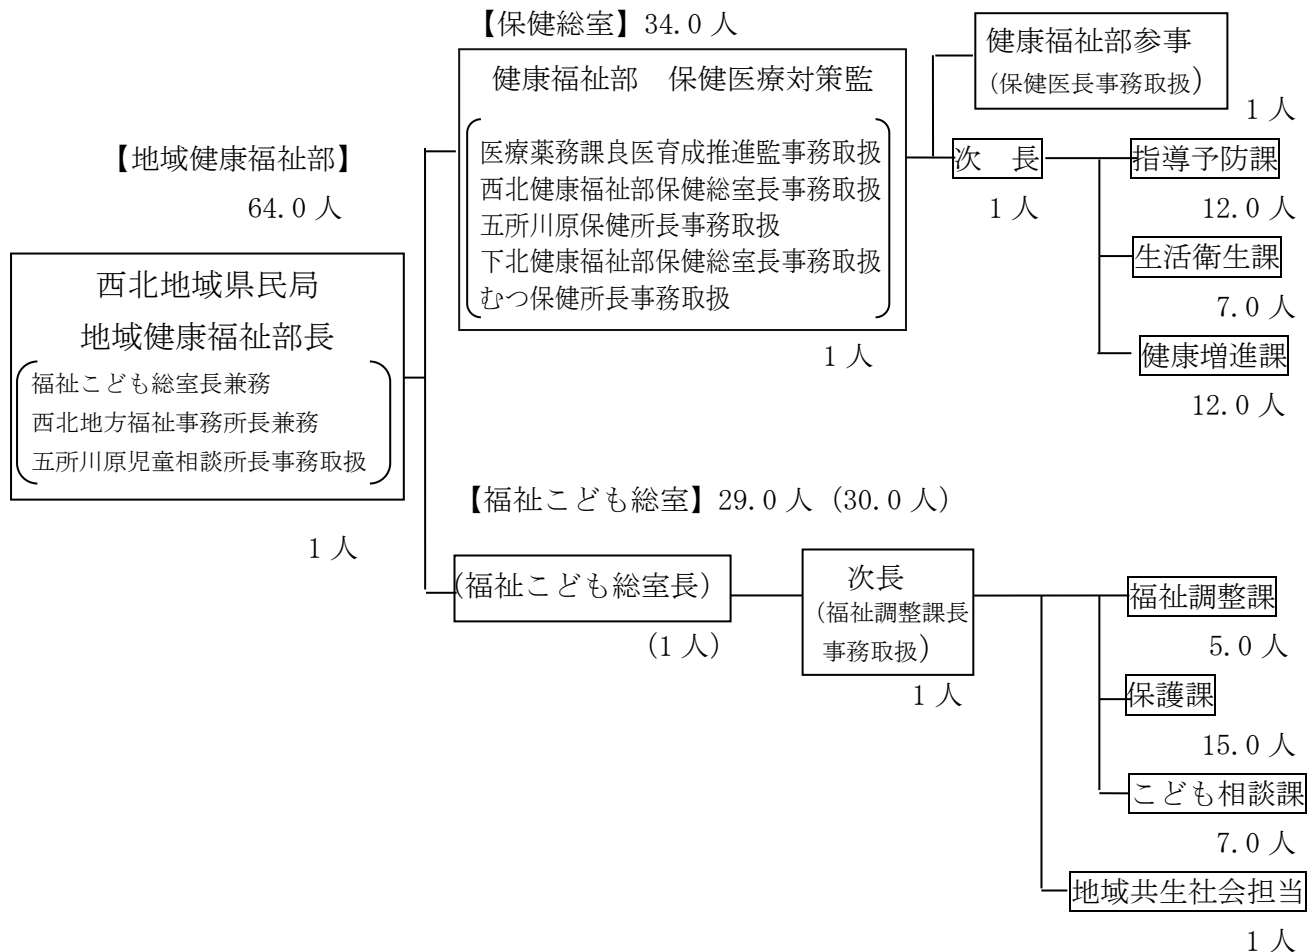 【保健総室】34.0 人
健康福祉部　保健医療対策監
医療薬務課良医育成推進監事務取扱
西北健康福祉部保健総室長事務取扱
五所川原保健所長事務取扱
下北健康福祉部保健総室長事務取扱
むつ保健所長事務取扱
1 人
健康福祉部参事
(保健医長事務取扱)
1 人
次　長
1 人
指導予防課
12.0 人
生活衛生課
7.0 人
健康増進課
12.0 人
【地域健康福祉部】
64.0 人
西北地域県民局
地域健康福祉部長
福祉こども総室長兼務
西北地方福祉事務所長兼務
五所川原児童相談所長事務取扱
1 人
【福祉こども総室】29.0 人 (30.0 人)
(福祉こども総室長)
(1 人)
次長
(福祉調整課長
事務取扱)
1 人
福祉調整課
5.0 人
保護課
15.0 人
こども相談課
7.0 人
地域共生社会担当
1 人